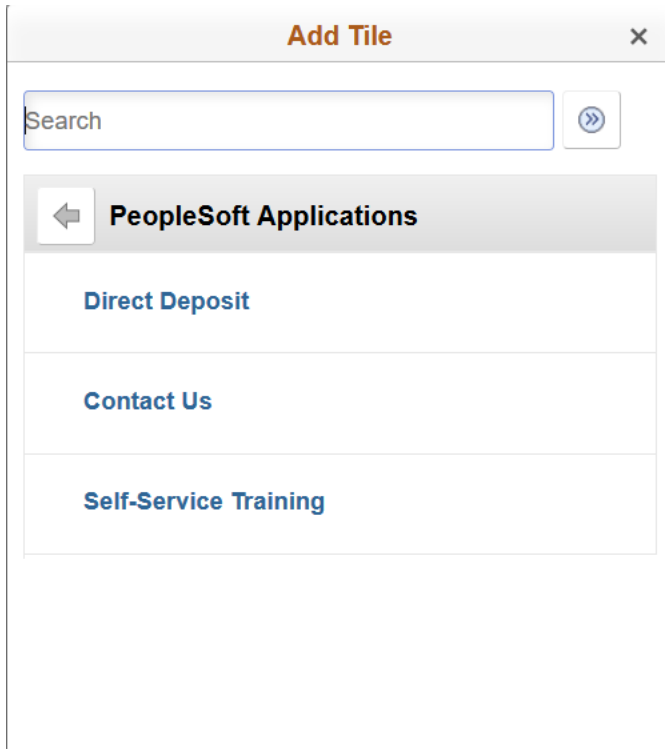 Add Tile
Search
PeopleSoft Applications
Direct Deposit
Contact Us
Self-Service Training